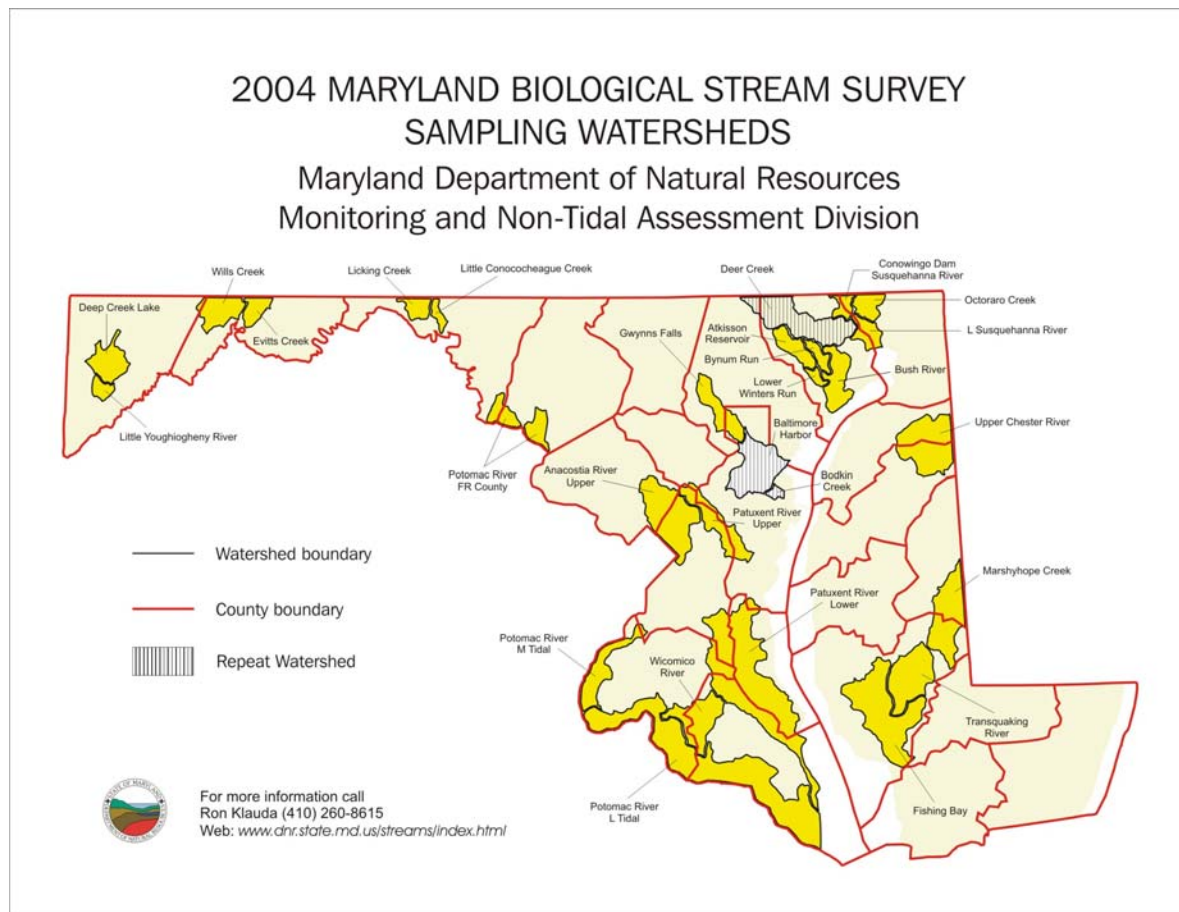 2004 MARYLAND BIOLOGICAL STREAM SURVEY
SAMPLING WATERSHEDS
Maryland Department of Natural Resources
Monitoring and Non-Tidal Assessment Division
Wills Creek
Licking Creek
Little Conococheague Creek
Deer Creek
Conowingo Dam
Susquehanna River
Deep Creek Lake
Octoraro Creek
Evitts Creek
Gwynns Falls
Atkisson
Reservoir
L Susquehanna River
Bynum Run
Bush River
Lower
Winters Run
Little Youghiogheny River
Baltimore
Harbor
Upper Chester River
Potomac River
FR County
Anacostia River
Upper
Bodkin
Creek
Patuxent River
Upper
Watershed boundary
County boundary
Repeat Watershed
Marshyhope Creek
Patuxent River
Lower
Potomac River
M Tidal
Wicomico
River
Transquaking
River
Potomac River
L Tidal
Fishing Bay
For more information call
Ron Klauda (410) 260-8615
Web: www.dnr.state.md.us/streams/index.html